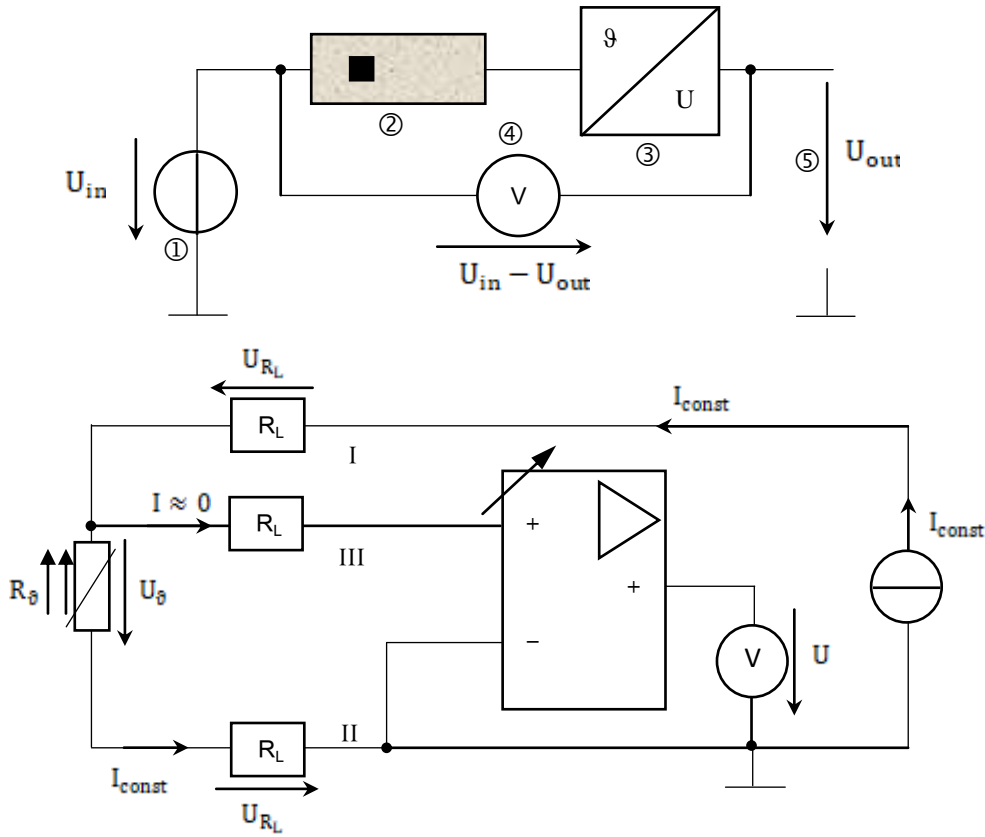 ϑ
U
②
④
③
⑤
U_out
U_in
V
①
U_in − U_out
U_RL
I_const
R_L
I
I ≈ 0
R_L
+
I_const
III
R_ϑ
U_ϑ
+
−
V
U
II
R_L
I_const
U_RL